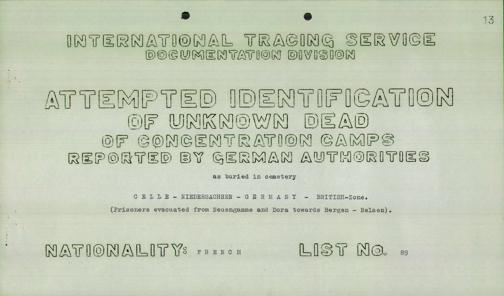 13
INTERNATIONAL TRACING SERVICE
DOCUMENTATION DIVISION
ATTEMPTED IDENTIFICATION
OF UNKNOWN DEAD
OF CONCENTRATION CAMPS
REPORTED BY GERMAN AUTHORITIES
as buried in cemetery
CELLE - NIEDERSACHSEN - GERMANY - BRITISH-Zone.
(Prisoners evacuated from Neuengamme and Dora towards Bergen - Belsen).
NATIONALITY: FRENCH LIST No. 89